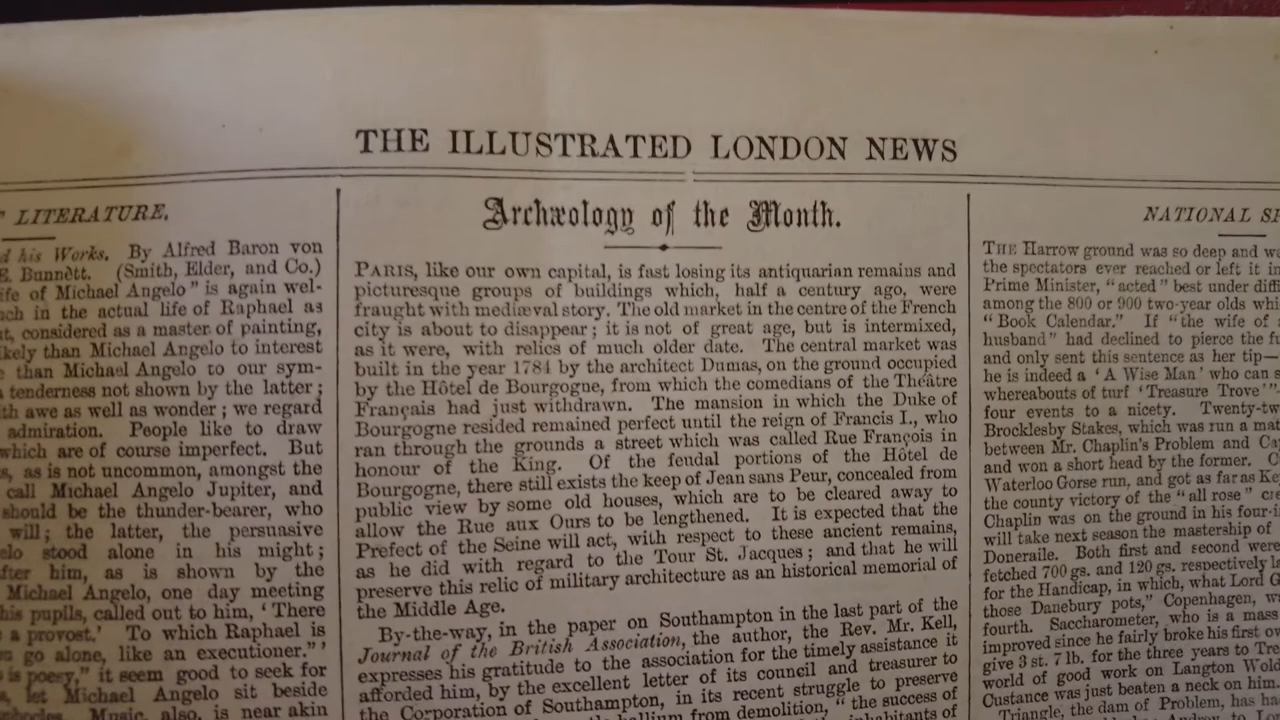 THE ILLUSTRATED LONDON NEWS
LITERATURE.
his Works. By Alfred Baron von
E. Bunnètt. (Smith, Elder, and Co.)
ife of Michael Angelo" is again wel-
in the actual life of Raphael as
considered as a master of painting,
likely than Michael Angelo to interest
than Michael Angelo to our sym-
tenderness not shown by the latter;
with awe as well as wonder; we regard
admiration. People like to draw
which are of course imperfect. But
as is not uncommon, amongst the
call Michael Angelo Jupiter, and
should be the thunder-bearer, who
will; the latter, the persuasive
elo stood alone in his might;
after him, as is shown by the
Michael Angelo, one day meeting
his pupils, called out to him, 'There
a provost.' To which Raphael is
go alone, like an executioner."'
is poesy," it seem good to seek for
let Michael Angelo sit beside
Music, also, is near akin
Archæology of the Month.
PARIS, like our own capital, is fast losing its antiquarian remains and
picturesque groups of buildings which, half a century ago, were
fraught with mediæval story. The old market in the centre of the French
city is about to disappear; it is not of great age, but is intermixed,
as it were, with relics of much older date. The central market was
built in the year 1784 by the architect Dumas, on the ground occupied
by the Hôtel de Bourgogne, from which the comedians of the Théâtre
Français had just withdrawn. The mansion in which the Duke of
Bourgogne resided remained perfect until the reign of Francis I., who
ran through the grounds a street which was called Rue François in
honour of the King. Of the feudal portions of the Hôtel de
Bourgogne, there still exists the keep of Jean sans Peur, concealed from
public view by some old houses, which are to be cleared away to
allow the Rue aux Ours to be lengthened. It is expected that the
Prefect of the Seine will act, with respect to these ancient remains,
as he did with regard to the Tour St. Jacques; and that he will
preserve this relic of military architecture as an historical memorial of
the Middle Age.
By-the-way, in the paper on Southampton in the last part of the
Journal of the British Association, the author, the Rev. Mr. Kell,
expresses his gratitude to the association for the timely assistance it
afforded him, by the excellent letter of its council and treasurer to
the Corporation of Southampton, in its recent struggle to preserve
from demolition, "the success of
inhabitants of
NATIONAL SP
THE Harrow ground was so deep and we
the spectators ever reached or left it in
Prime Minister, "acted" best under diffi
among the 800 or 900 two-year olds whi
"Book Calendar." If "the wife of
husband" had declined to pierce the fu
and only sent this sentence as her tip—
he is indeed a 'A Wise Man' who can s
whereabouts of turf 'Treasure Trove'"
four events to a nicety. Twenty-tw
Brocklesby Stakes, which was run a mat
between Mr. Chaplin's Problem and Ca
and won a short head by the former. C
Waterloo Gorse run, and got as far as Ke
the county victory of the "all rose" cre
Chaplin was on the ground in his four-i
will take next season the mastership of
Doneraile. Both first and second were
fetched 700 gs. and 120 gs. respectively
for the Handicap, in which, what Lord G
those Danebury pots," Copenhagen, w
fourth. Saccharometer, who is a mass
improved since he fairly broke his first ov
give 3 st. 7 lb. for the three years to Tre
world of good work on Langton Wold
Custance was just beaten a neck on him.
Triangle, the dam of Problem, has ha